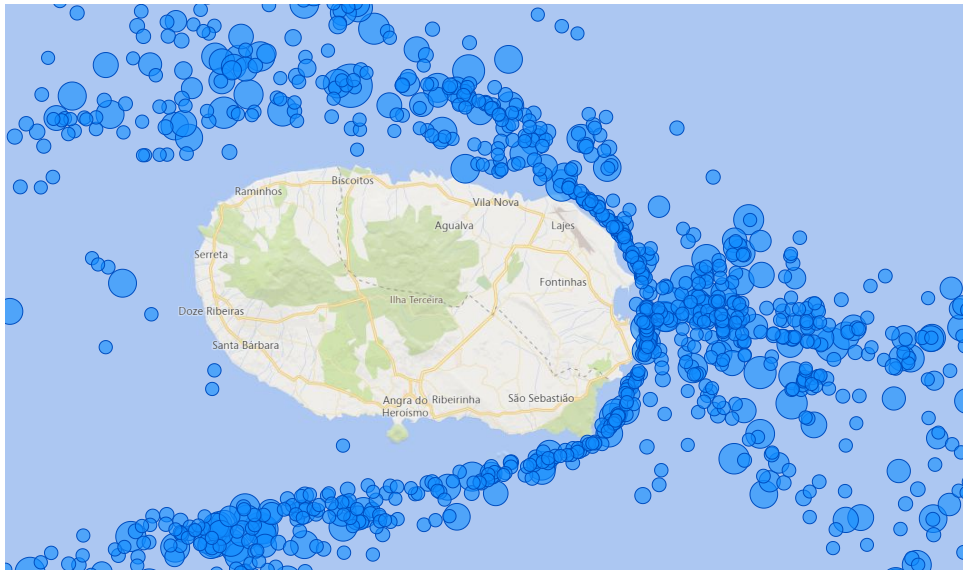 Biscoitos
Raminhos
Vila Nova
Agualva
Lajes
Serreta
Fontinhas
Ilha Terceira
Doze Ribeiras
Santa Bárbara
Angra do
Heroísmo
Ribeirinha
São Sebastião